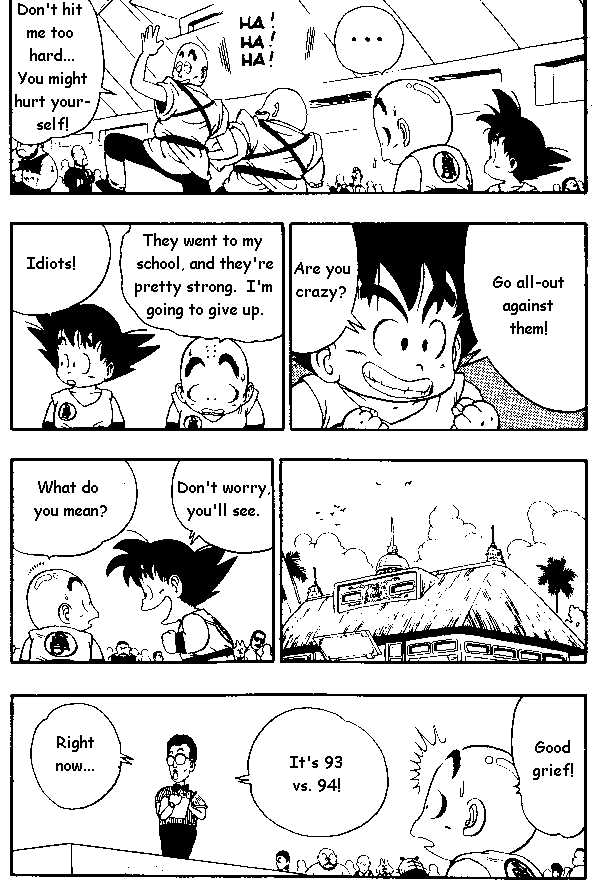 Don't hit
me too
hard...
You might
hurt your-
self!
HA!
HA!
HA!
...
Idiots!
They went to my
school, and they're
pretty strong. I'm
going to give up.
Are you
crazy?
Go all-out
against
them!
What do
you mean?
Don't worry,
you'll see.
Right
now...
It's 93
vs. 94!
Good
grief!